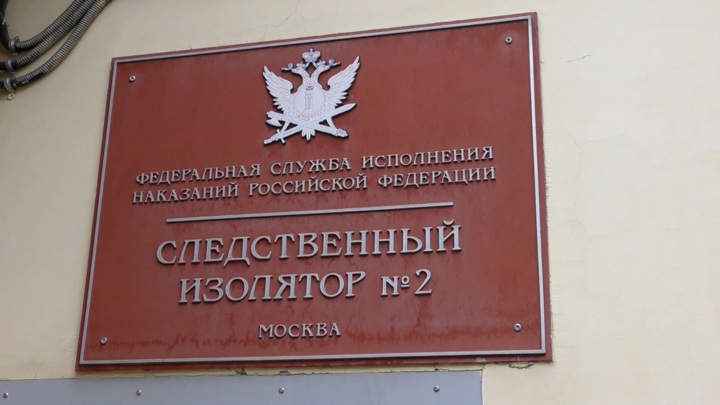 ФЕДЕРАЛЬНАЯ СЛУЖБА ИСПОЛНЕНИЯ
НАКАЗАНИЙ РОССИЙСКОЙ ФЕДЕРАЦИИ
СЛЕДСТВЕННЫЙ
ИЗОЛЯТОР №2
МОСКВА